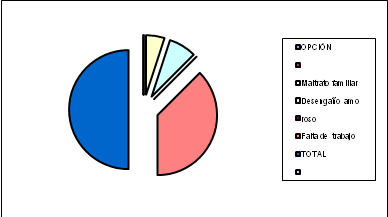 OPCIÓN
Maltrato familiar
Desengaño amo
roso
Falta de trabajo
TOTAL